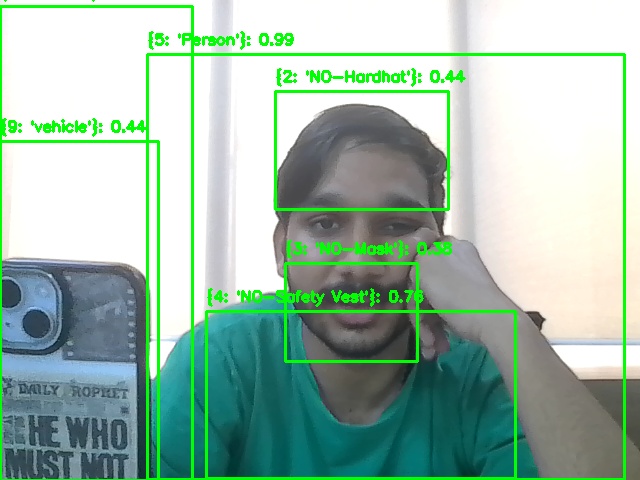 {5: 'Person'}: 0.99
{2: 'NO-Hardhat'}: 0.44
{9: 'vehicle'}: 0.44
{3: 'NO-Mask'}: 0.38
{4: 'NO-Safety Vest'}: 0.76
DAILY PROPHET
HE WHO
MUST NOT